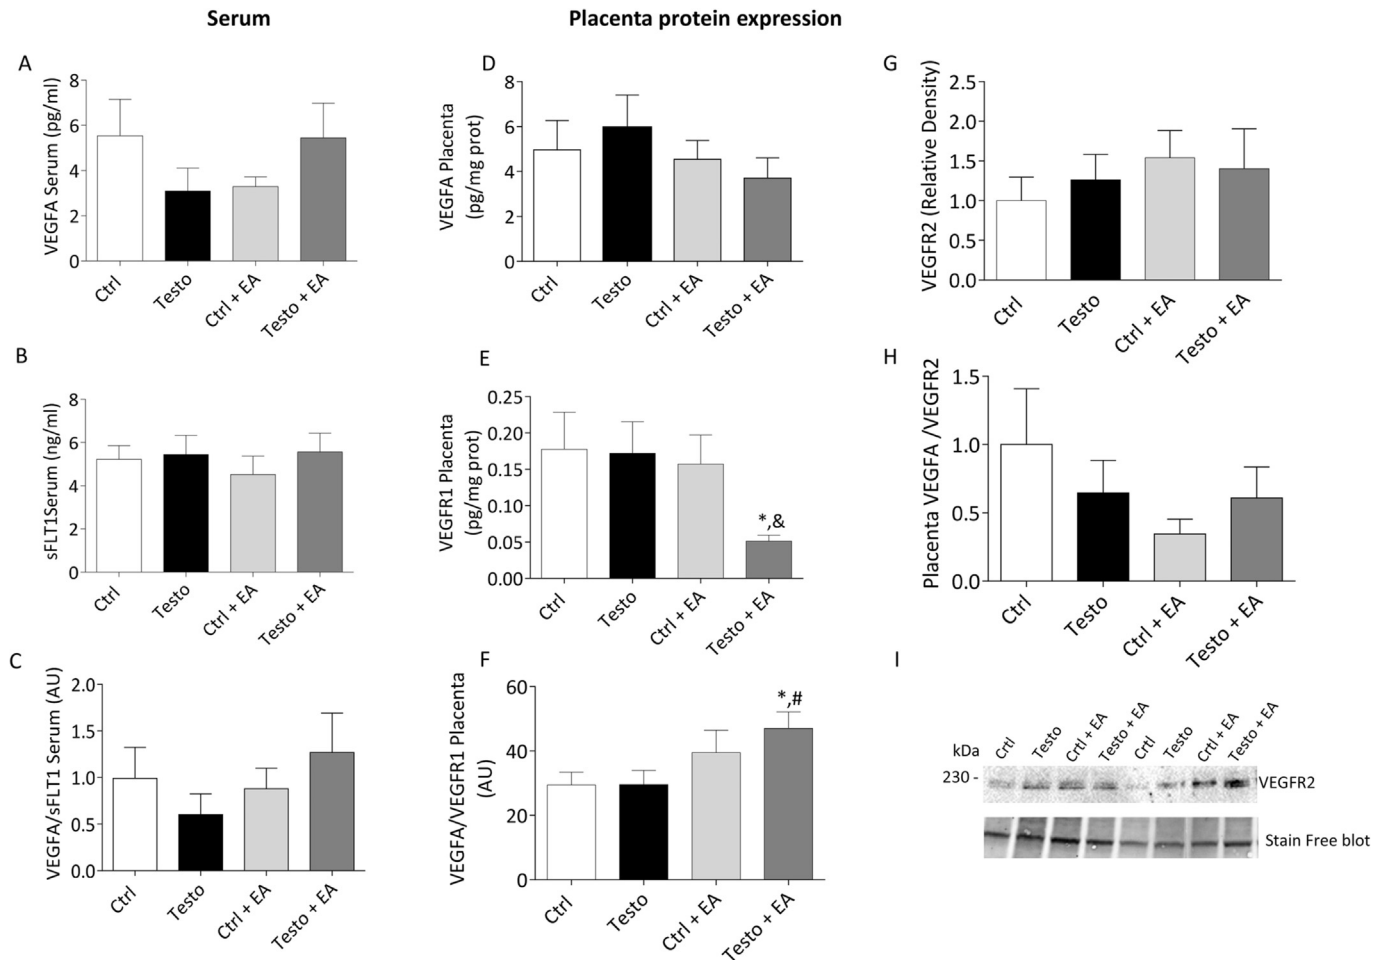 Serum
Placenta protein expression
A
VEGFA Serum (pg/ml)
8
6
4
2
0
Ctrl
Testo
Ctrl + EA
Testo + EA
D
VEGFA Placenta
(pg/mg prot)
8
6
4
2
0
Ctrl
Testo
Ctrl + EA
Testo + EA
G
VEGFR2 (Relative Density)
2.5
2.0
1.5
1.0
0.5
0.0
Ctrl
Testo
Ctrl + EA
Testo + EA
B
sFLT1Serum (ng/ml)
8
6
4
2
0
Ctrl
Testo
Ctrl + EA
Testo + EA
E
VEGFR1 Placenta
(pg/mg prot)
0.25
0.20
0.15
0.10
0.05
0.00
*,&
Ctrl
Testo
Ctrl + EA
Testo + EA
H
Placenta VEGFA /VEGFR2
1.5
1.0
0.5
0.0
Ctrl
Testo
Ctrl + EA
Testo + EA
C
VEGFA/sFLT1 Serum (AU)
2.0
1.5
1.0
0.5
0.0
Ctrl
Testo
Ctrl + EA
Testo + EA
F
VEGFA/VEGFR1 Placenta
(AU)
60
40
20
0
*,#
Ctrl
Testo
Ctrl + EA
Testo + EA
I
kDa
230 -
Crtl
Testo
Crtl + EA
Testo + EA
Crtl
Testo
Crtl + EA
Testo + EA
VEGFR2
Stain Free blot